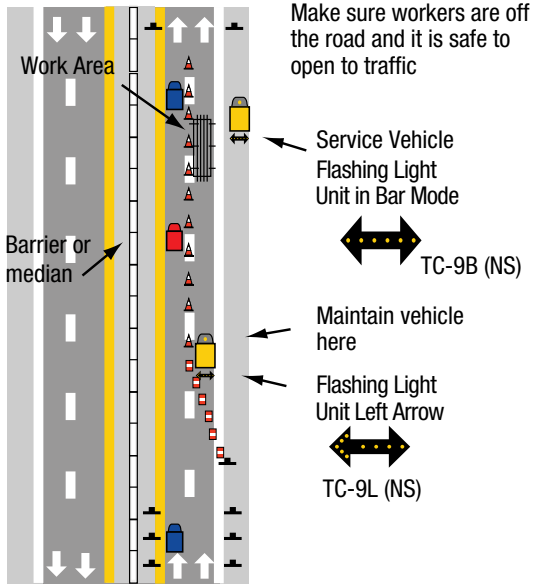 Make sure workers are off
the road and it is safe to
open to traffic
Work Area
Service Vehicle
Flashing Light
Unit in Bar Mode
Barrier or
median
TC-9B (NS)
Maintain vehicle
here
Flashing Light
Unit Left Arrow
TC-9L (NS)